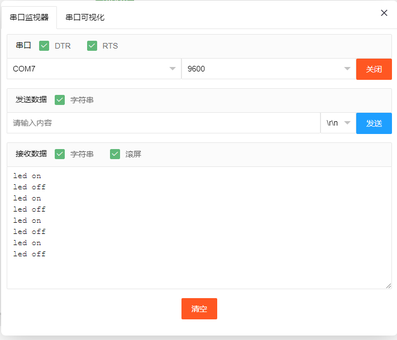 串口监视器 串口可视化
串口 DTR RTS
COM7 9600 关闭
发送数据 字符串
请输入内容 \r\n 发送
接收数据 字符串 滚屏
led on
led off
led on
led off
led on
led off
led on
led off
清空